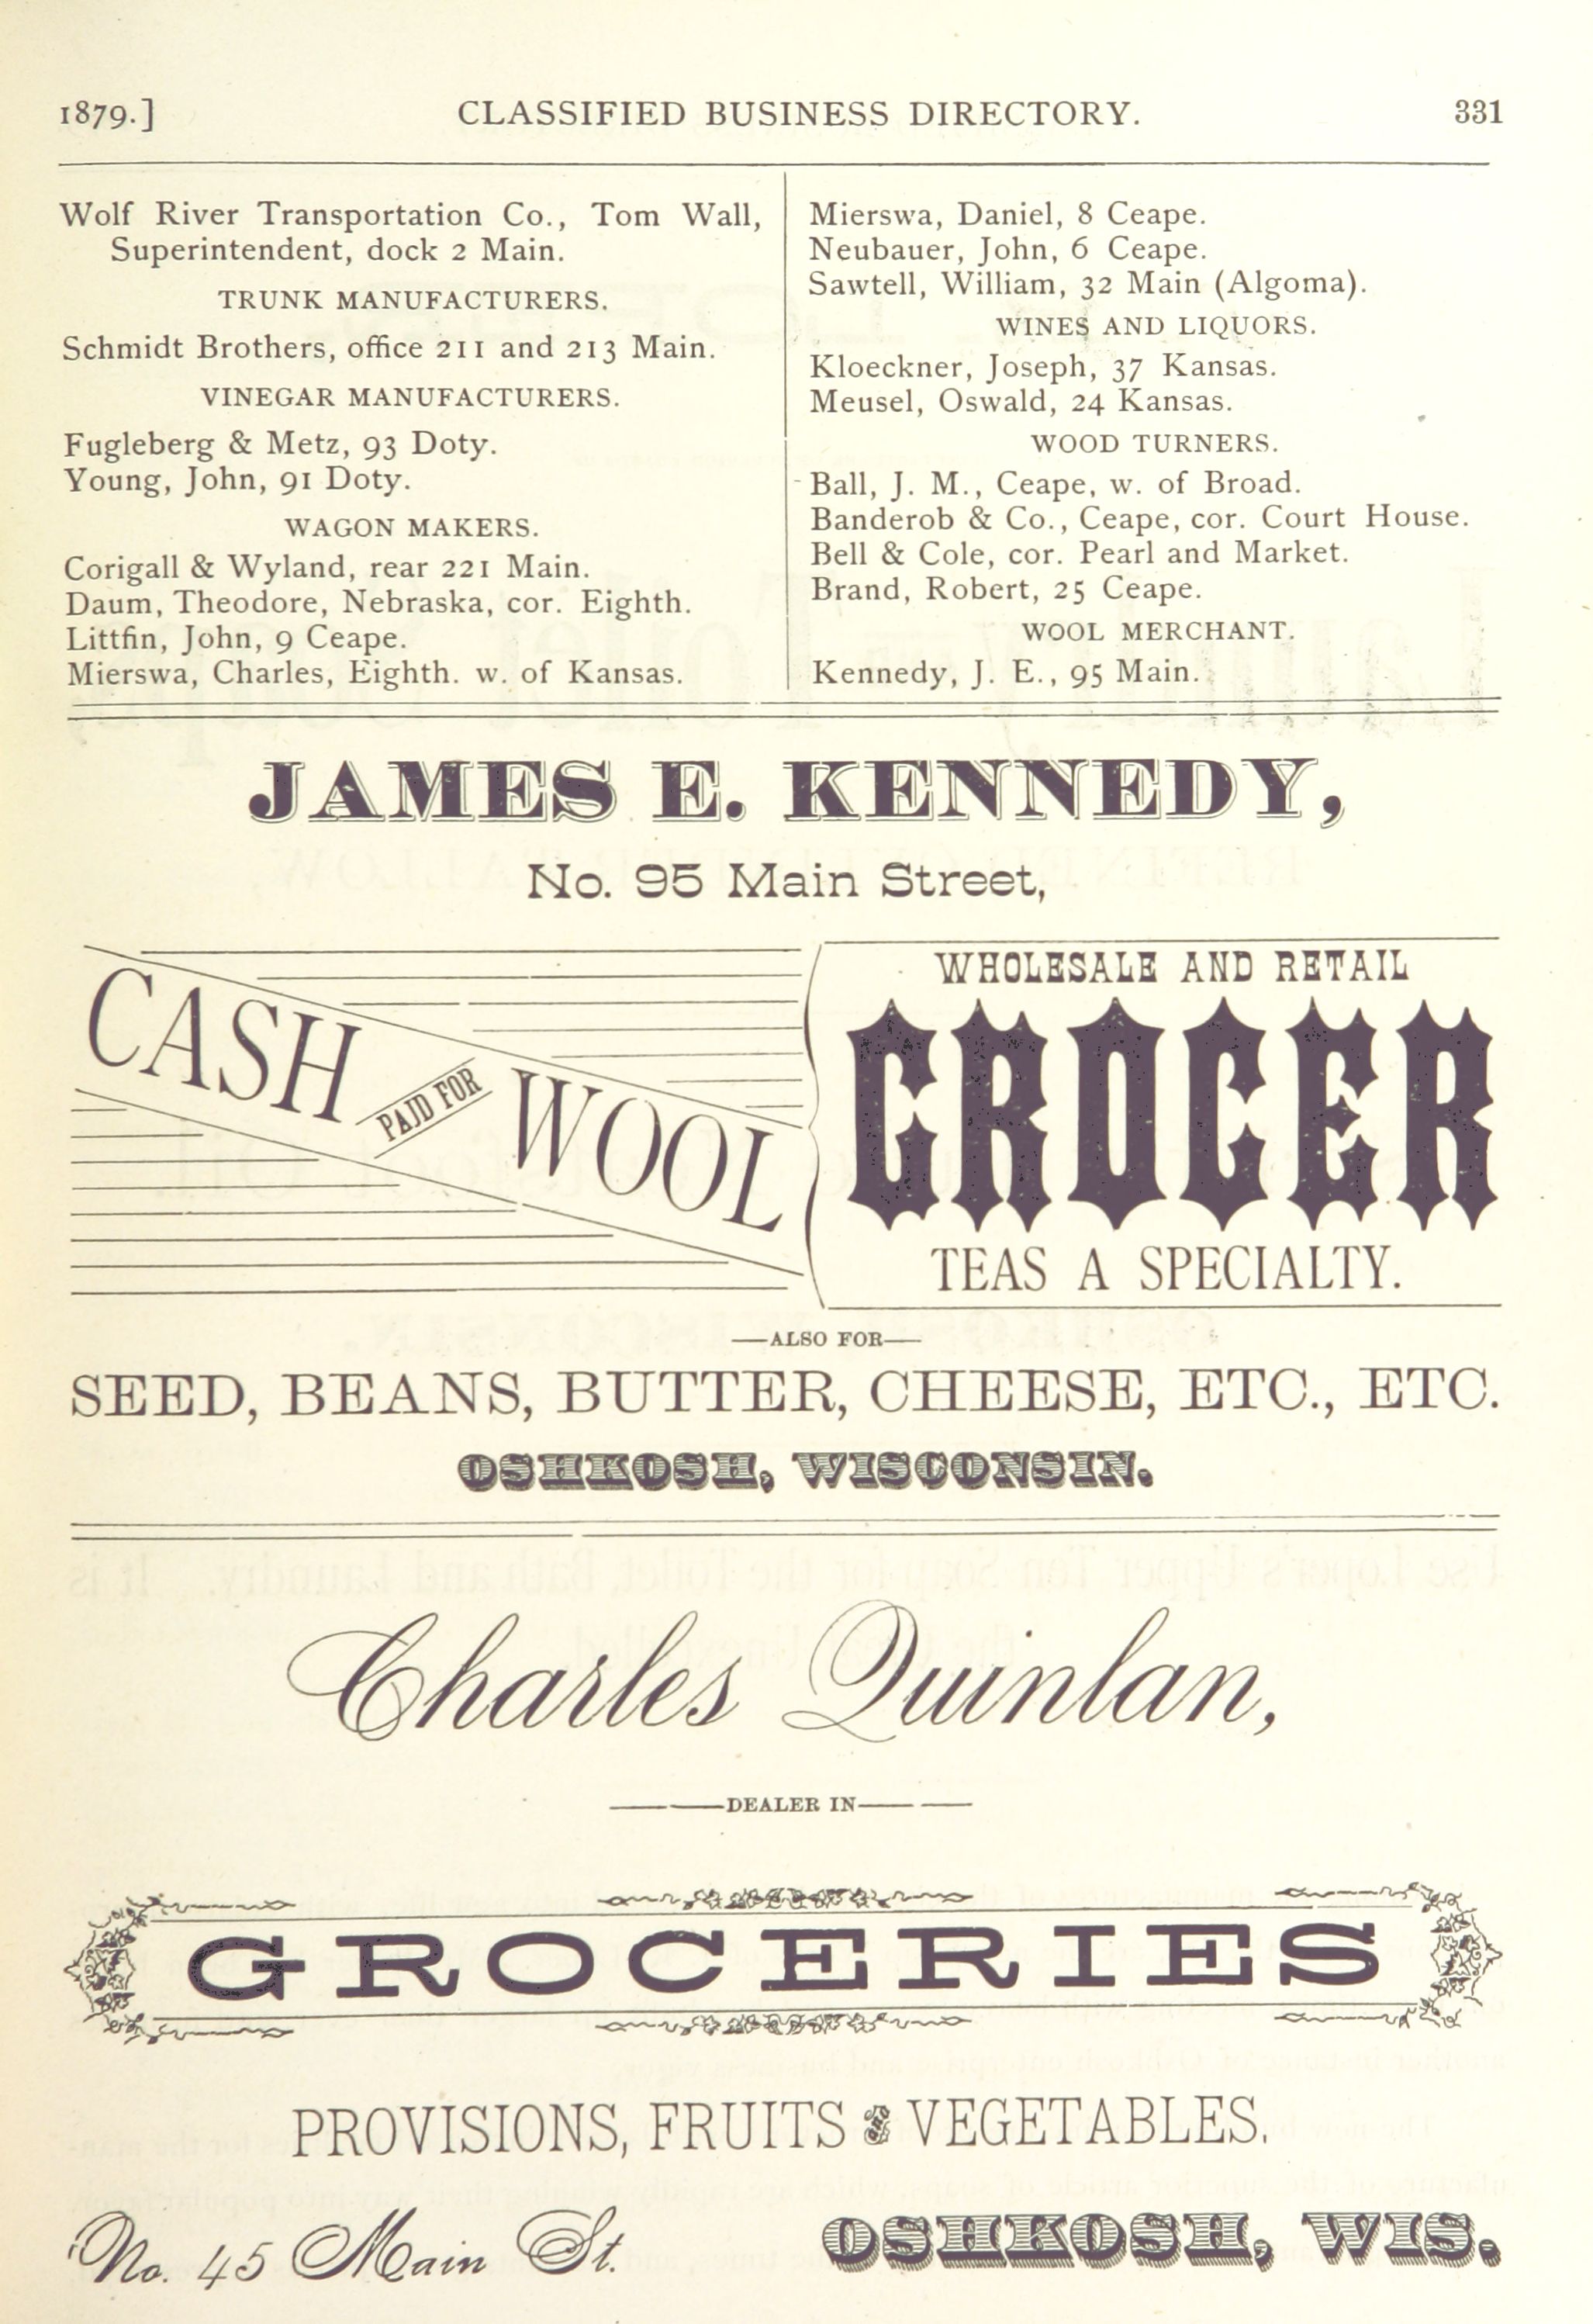 1879.] CLASSIFIED BUSINESS DIRECTORY. 331
Wolf River Transportation Co., Tom Wall,
Superintendent, dock 2 Main.
TRUNK MANUFACTURERS.
Schmidt Brothers, office 211 and 213 Main.
VINEGAR MANUFACTURERS.
Fugleberg & Metz, 93 Doty.
Young, John, 91 Doty.
WAGON MAKERS.
Corigall & Wyland, rear 221 Main.
Daum, Theodore, Nebraska, cor. Eighth.
Littfin, John, 9 Ceape.
Mierswa, Charles, Eighth. w. of Kansas.
Mierswa, Daniel, 8 Ceape.
Neubauer, John, 6 Ceape.
Sawtell, William, 32 Main (Algoma).
WINES AND LIQUORS.
Kloeckner, Joseph, 37 Kansas.
Meusel, Oswald, 24 Kansas.
WOOD TURNERS.
Ball, J. M., Ceape, w. of Broad.
Banderob & Co., Ceape, cor. Court House.
Bell & Cole, cor. Pearl and Market.
Brand, Robert, 25 Ceape.
WOOL MERCHANT.
Kennedy, J. E., 95 Main.
JAMES E. KENNEDY,
No. 95 Main Street,
CASH PAID FOR WOOL
WHOLESALE AND RETAIL
GROCER
TEAS A SPECIALTY.
—ALSO FOR—
SEED, BEANS, BUTTER, CHEESE, ETC., ETC.
OSHKOSH, WISCONSIN.
Charles Quinlan,
DEALER IN
GROCERIES
PROVISIONS, FRUITS AND VEGETABLES,
No. 45 Main St. OSHKOSH, WIS.